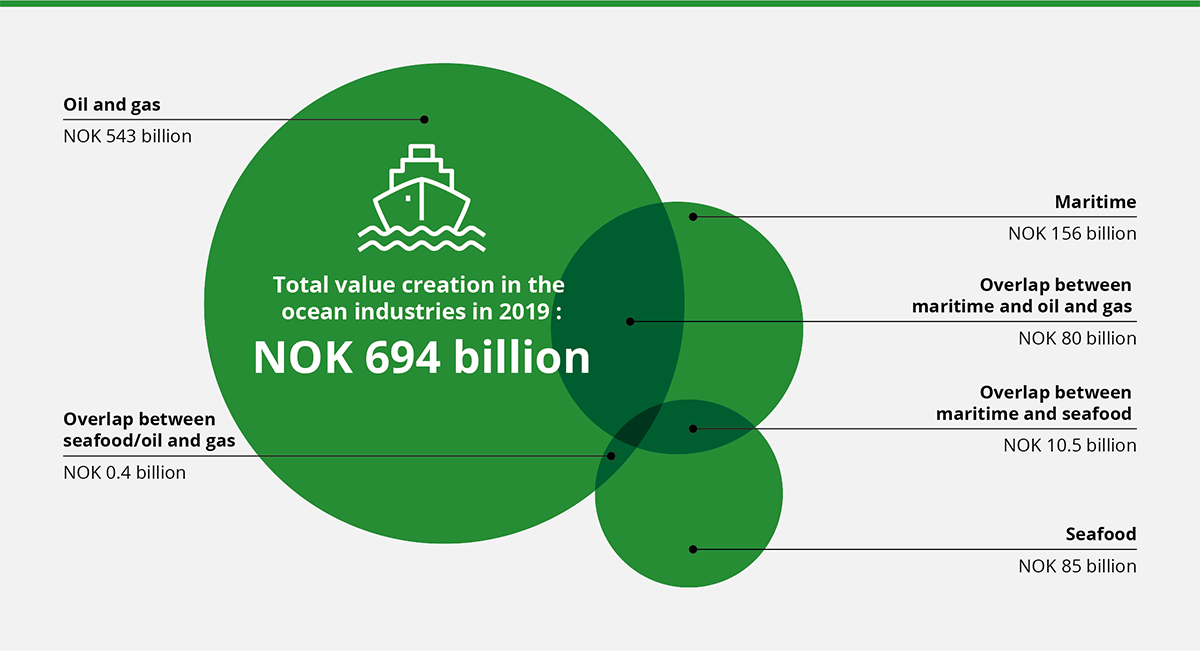 Oil and gas
NOK 543 billion
Total value creation in the
ocean industries in 2019 :
NOK 694 billion
Overlap between
seafood/oil and gas
NOK 0.4 billion
Maritime
NOK 156 billion
Overlap between
maritime and oil and gas
NOK 80 billion
Overlap between
maritime and seafood
NOK 10.5 billion
Seafood
NOK 85 billion